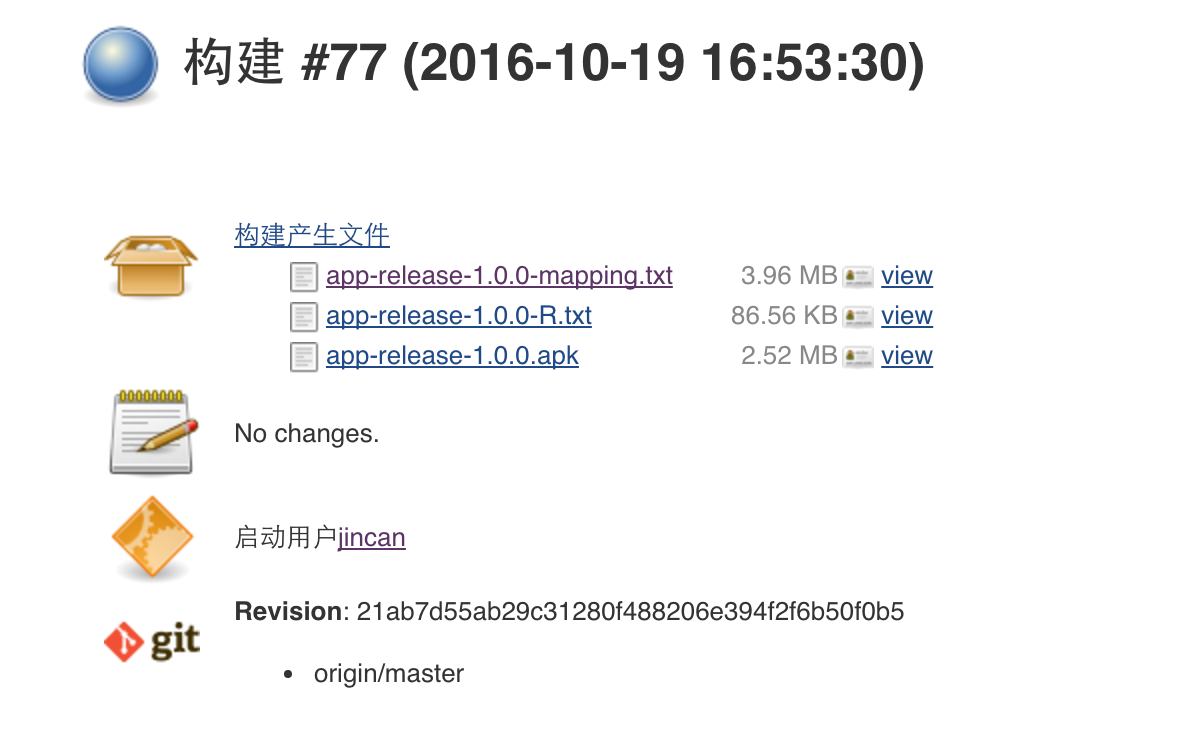 构建 #77 (2016-10-19 16:53:30)
构建产生文件
app-release-1.0.0-mapping.txt 3.96 MB view
app-release-1.0.0-R.txt 86.56 KB view
app-release-1.0.0.apk 2.52 MB view
No changes.
启动用户jincan
Revision: 21ab7d55ab29c31280f488206e394f2f6b50f0b5
git
• origin/master